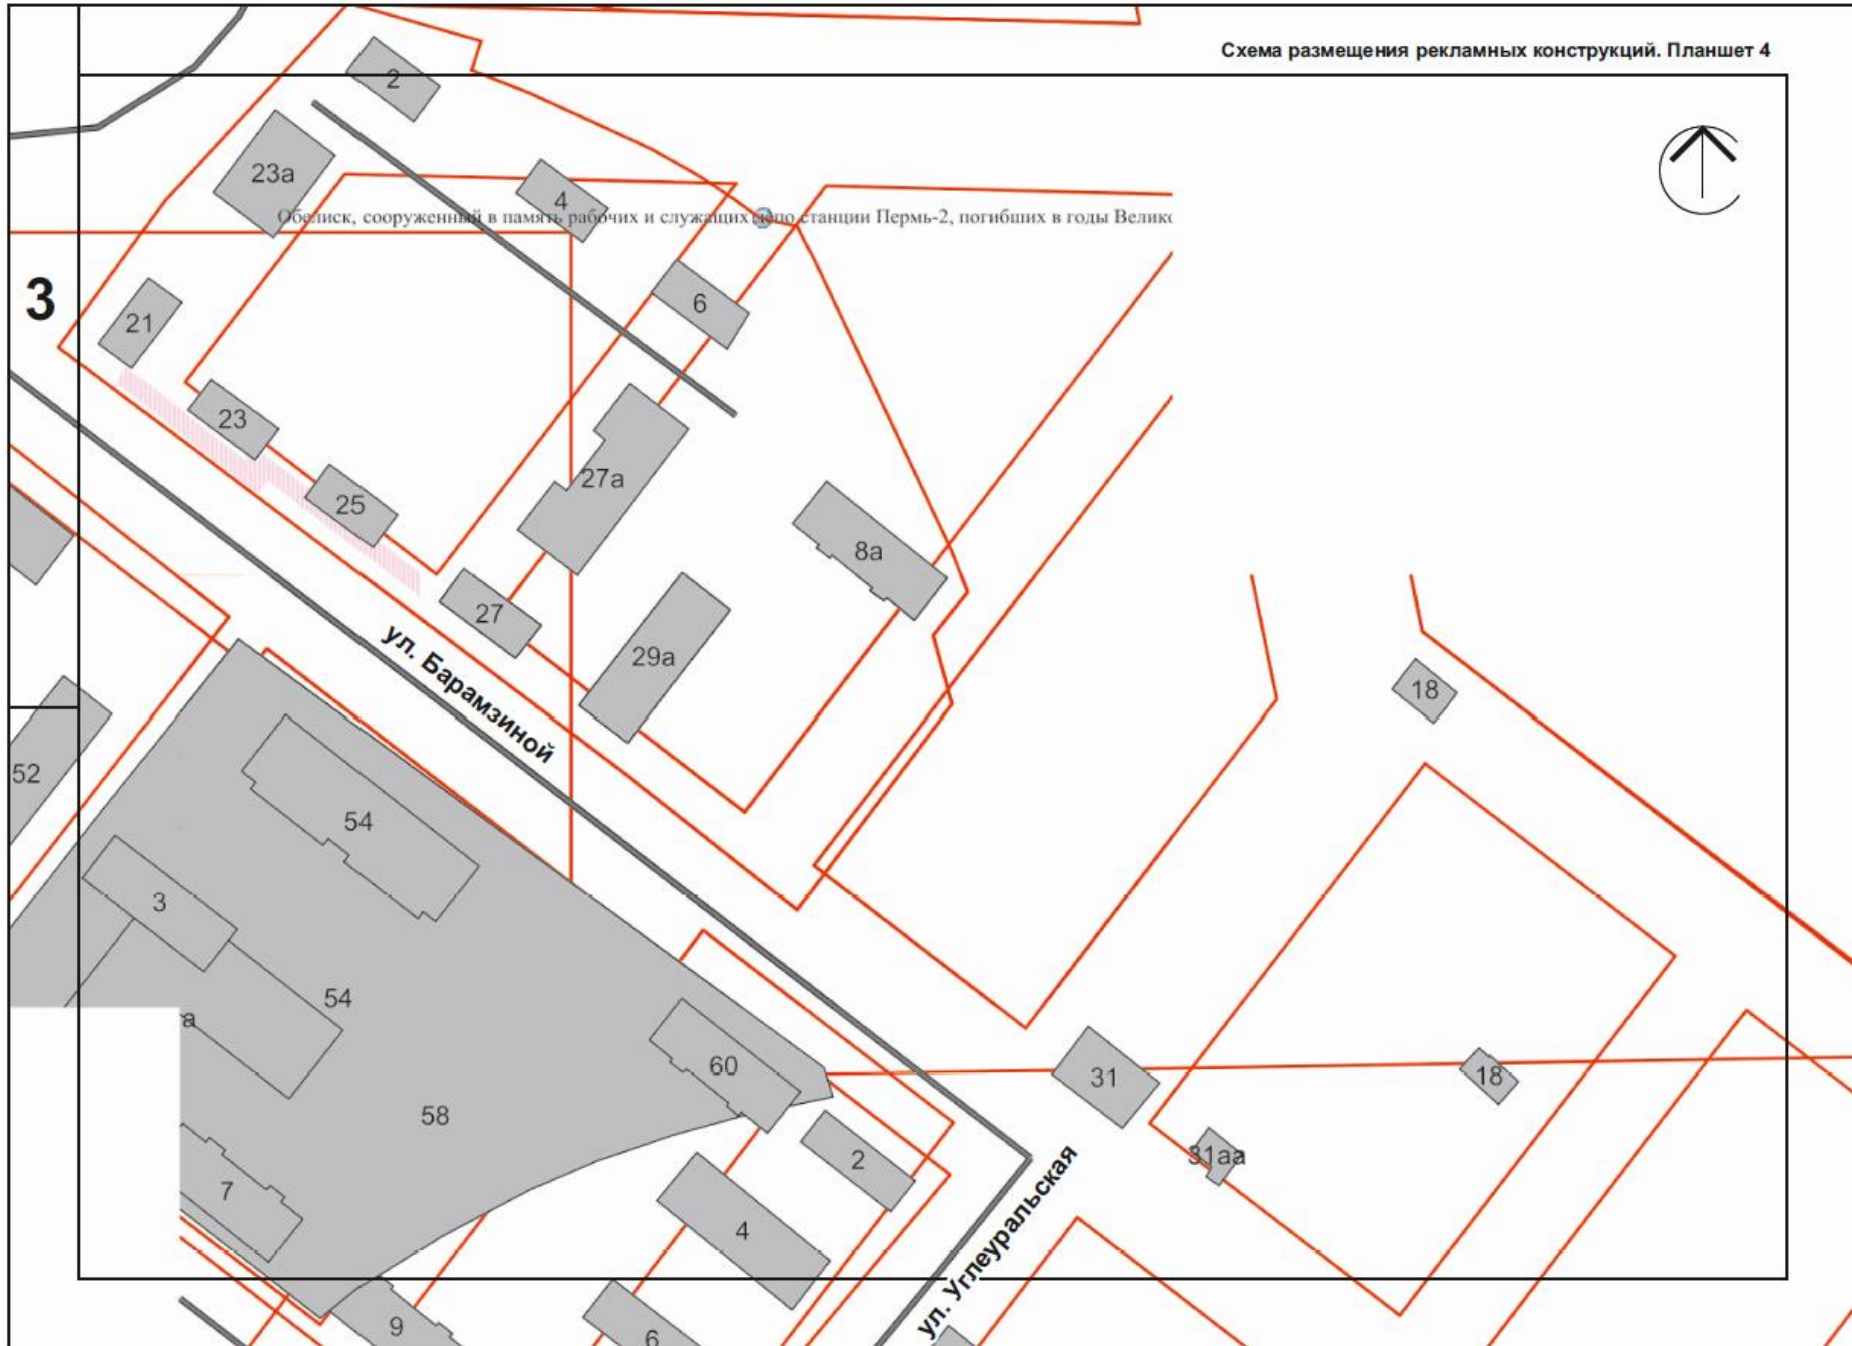 Схема размещения рекламных конструкций. Планшет 4
2
23а
4
Обелиск, сооруженный в память рабочих и служащих депо станции Пермь-2, погибших в годы Велико
3
21
6
23
27а
25
8а
27
29а
ул. Барамзиной
18
52
54
3
54
а
60
31
18
58
2
31аа
7
4
ул. Углеуральская
9
6